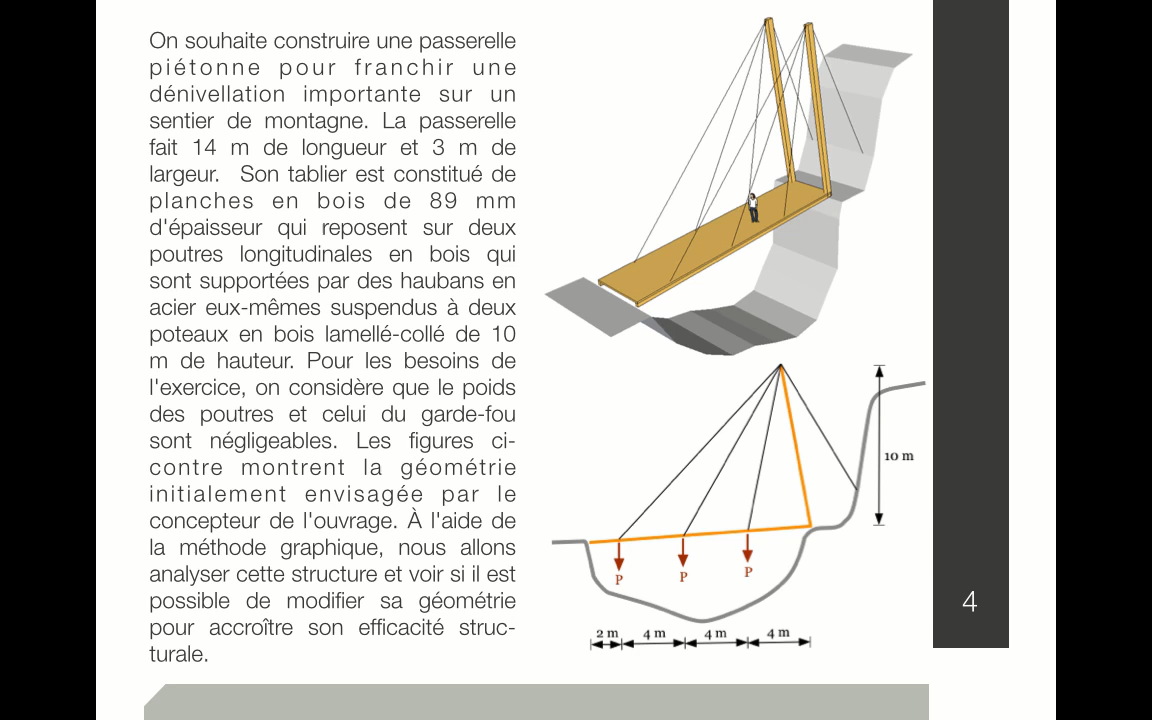 On souhaite construire une passerelle
piétonne pour franchir une
dénivellation importante sur un
sentier de montagne. La passerelle
fait 14 m de longueur et 3 m de
largeur. Son tablier est constitué de
planches en bois de 89 mm
d'épaisseur qui reposent sur deux
poutres longitudinales en bois qui
sont supportées par des haubans en
acier eux-mêmes suspendus à deux
poteaux en bois lamellé-collé de 10
m de hauteur. Pour les besoins de
l'exercice, on considère que le poids
des poutres et celui du garde-fou
sont négligeables. Les figures ci-
contre montrent la géométrie
initialement envisagée par le
concepteur de l'ouvrage. À l'aide de
la méthode graphique, nous allons
analyser cette structure et voir si il est
possible de modifier sa géométrie
pour accroître son efficacité struc-
turale.
10 m
P
P
P
2 m
4 m
4 m
4 m
4